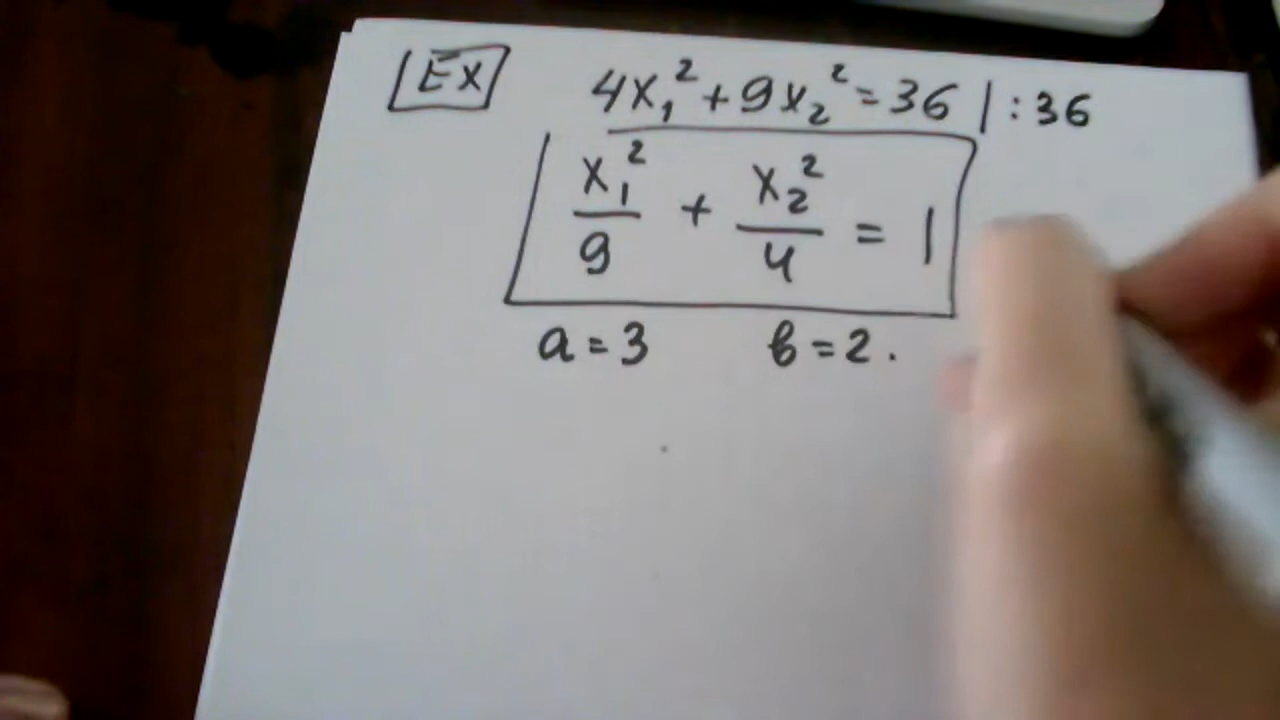 Ex 4x₁² + 9x₂² = 36 | : 36
x₁²/9 + x₂²/4 = 1
a = 3 b = 2.